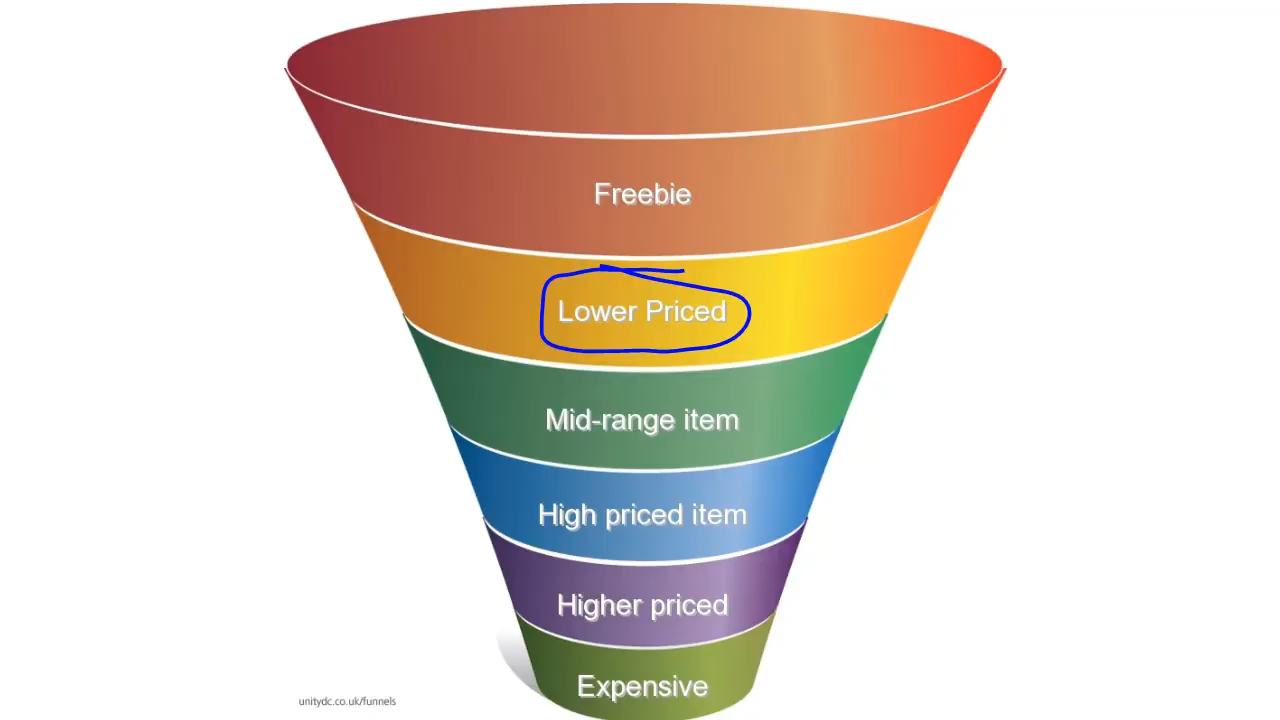 Freebie
Lower Priced
Mid-range item
High priced item
Higher priced
Expensive
unitydc.co.uk/funnels